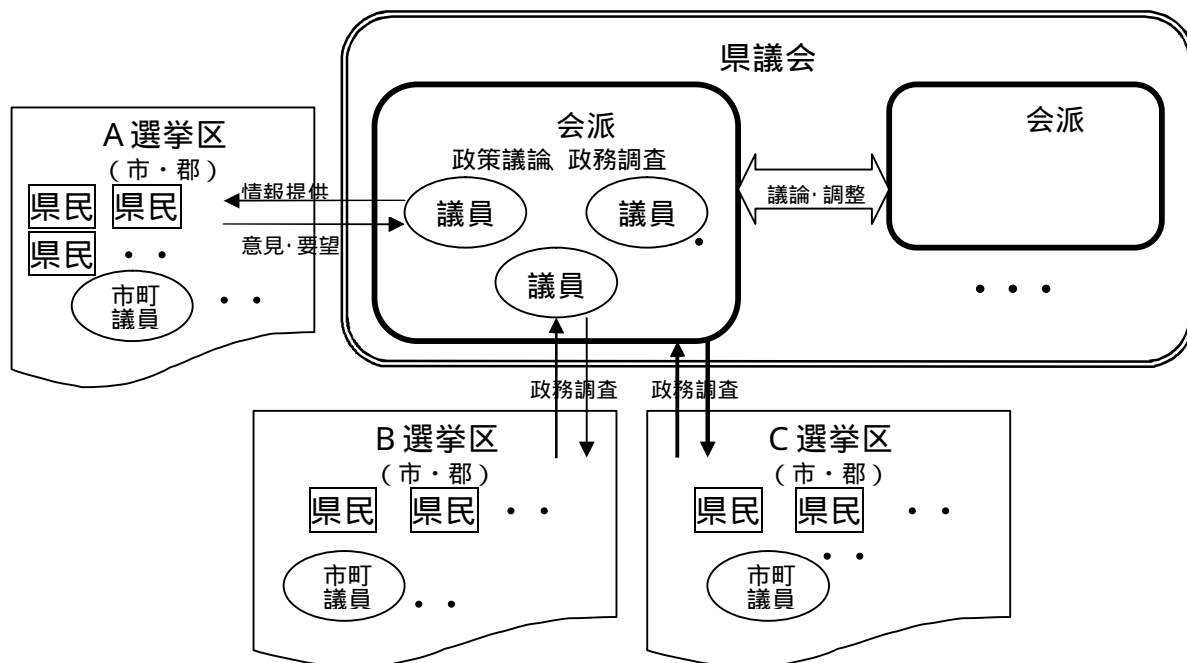 県議会
会派
政策議論、政務調査
議員
議員
議員
議論・調整
会派
・・・
A選挙区
(市・郡)
県民 県民
県民 ・・
市町
議員
・・
情報提供
意見・要望
政務調査
政務調査
B選挙区
(市・郡)
県民 県民 ・・
市町
議員
・・
C選挙区
(市・郡)
県民 県民 ・・
・・
市町
議員